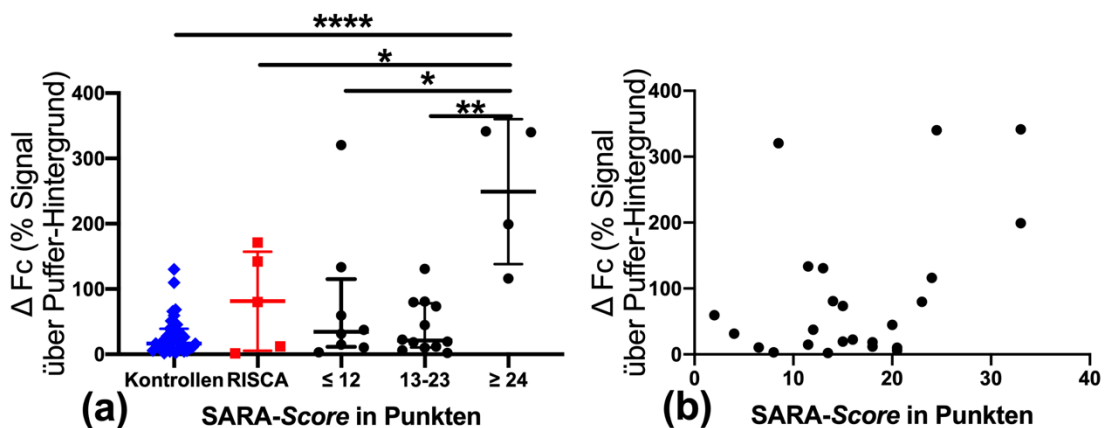 ****
*
*
**
Δ Fc (% Signal
über Puffer-Hintergrund)
400
300
200
100
0
Kontrollen RISCA ≤ 12 13-23 ≥ 24
SARA-Score in Punkten
(a)
Δ Fc (% Signal
über Puffer-Hintergrund)
400
300
200
100
0
0 10 20 30 40
SARA-Score in Punkten
(b)